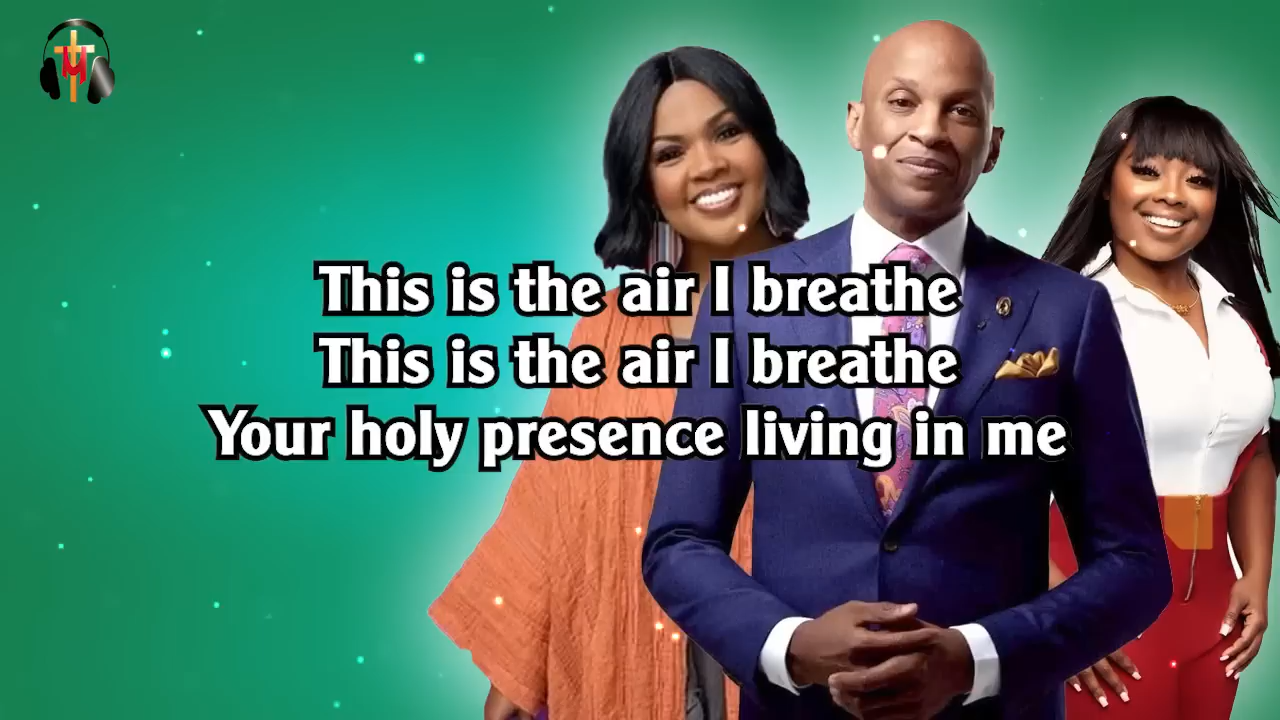 M
This is the air I breathe
This is the air I breathe
Your holy presence living in me